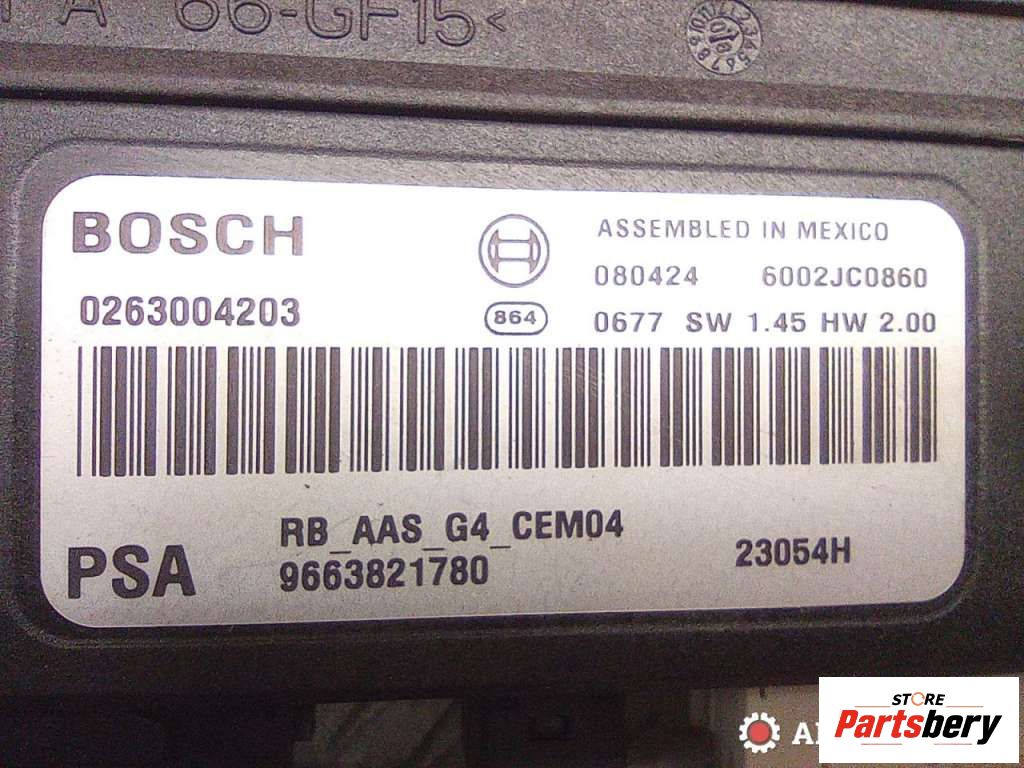 PA 66-GF15<
BOSCH
ASSEMBLED IN MEXICO
080424 6002JC0860
0263004203
864
0677 SW 1.45 HW 2.00
RB_AAS_G4_CEM04
PSA 9663821780
23054H
STORE
Partsbery